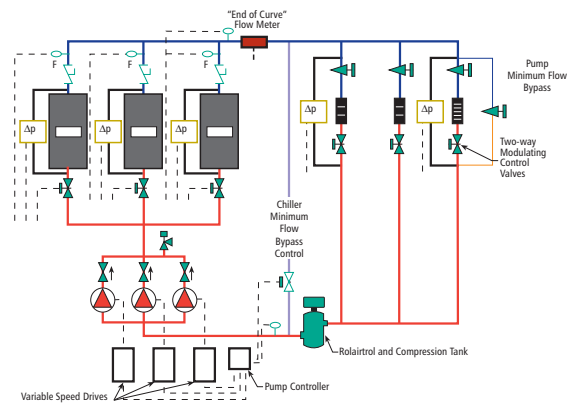 "End of Curve"
Flow Meter
F
F
F
Δp
Δp
Δp
Δp
Δp
Pump
Minimum Flow
Bypass
Two-way
Modulating
Control
Valves
Chiller
Minimum
Flow
Bypass
Control
Rolairtrol and Compression Tank
Pump Controller
Variable Speed Drives